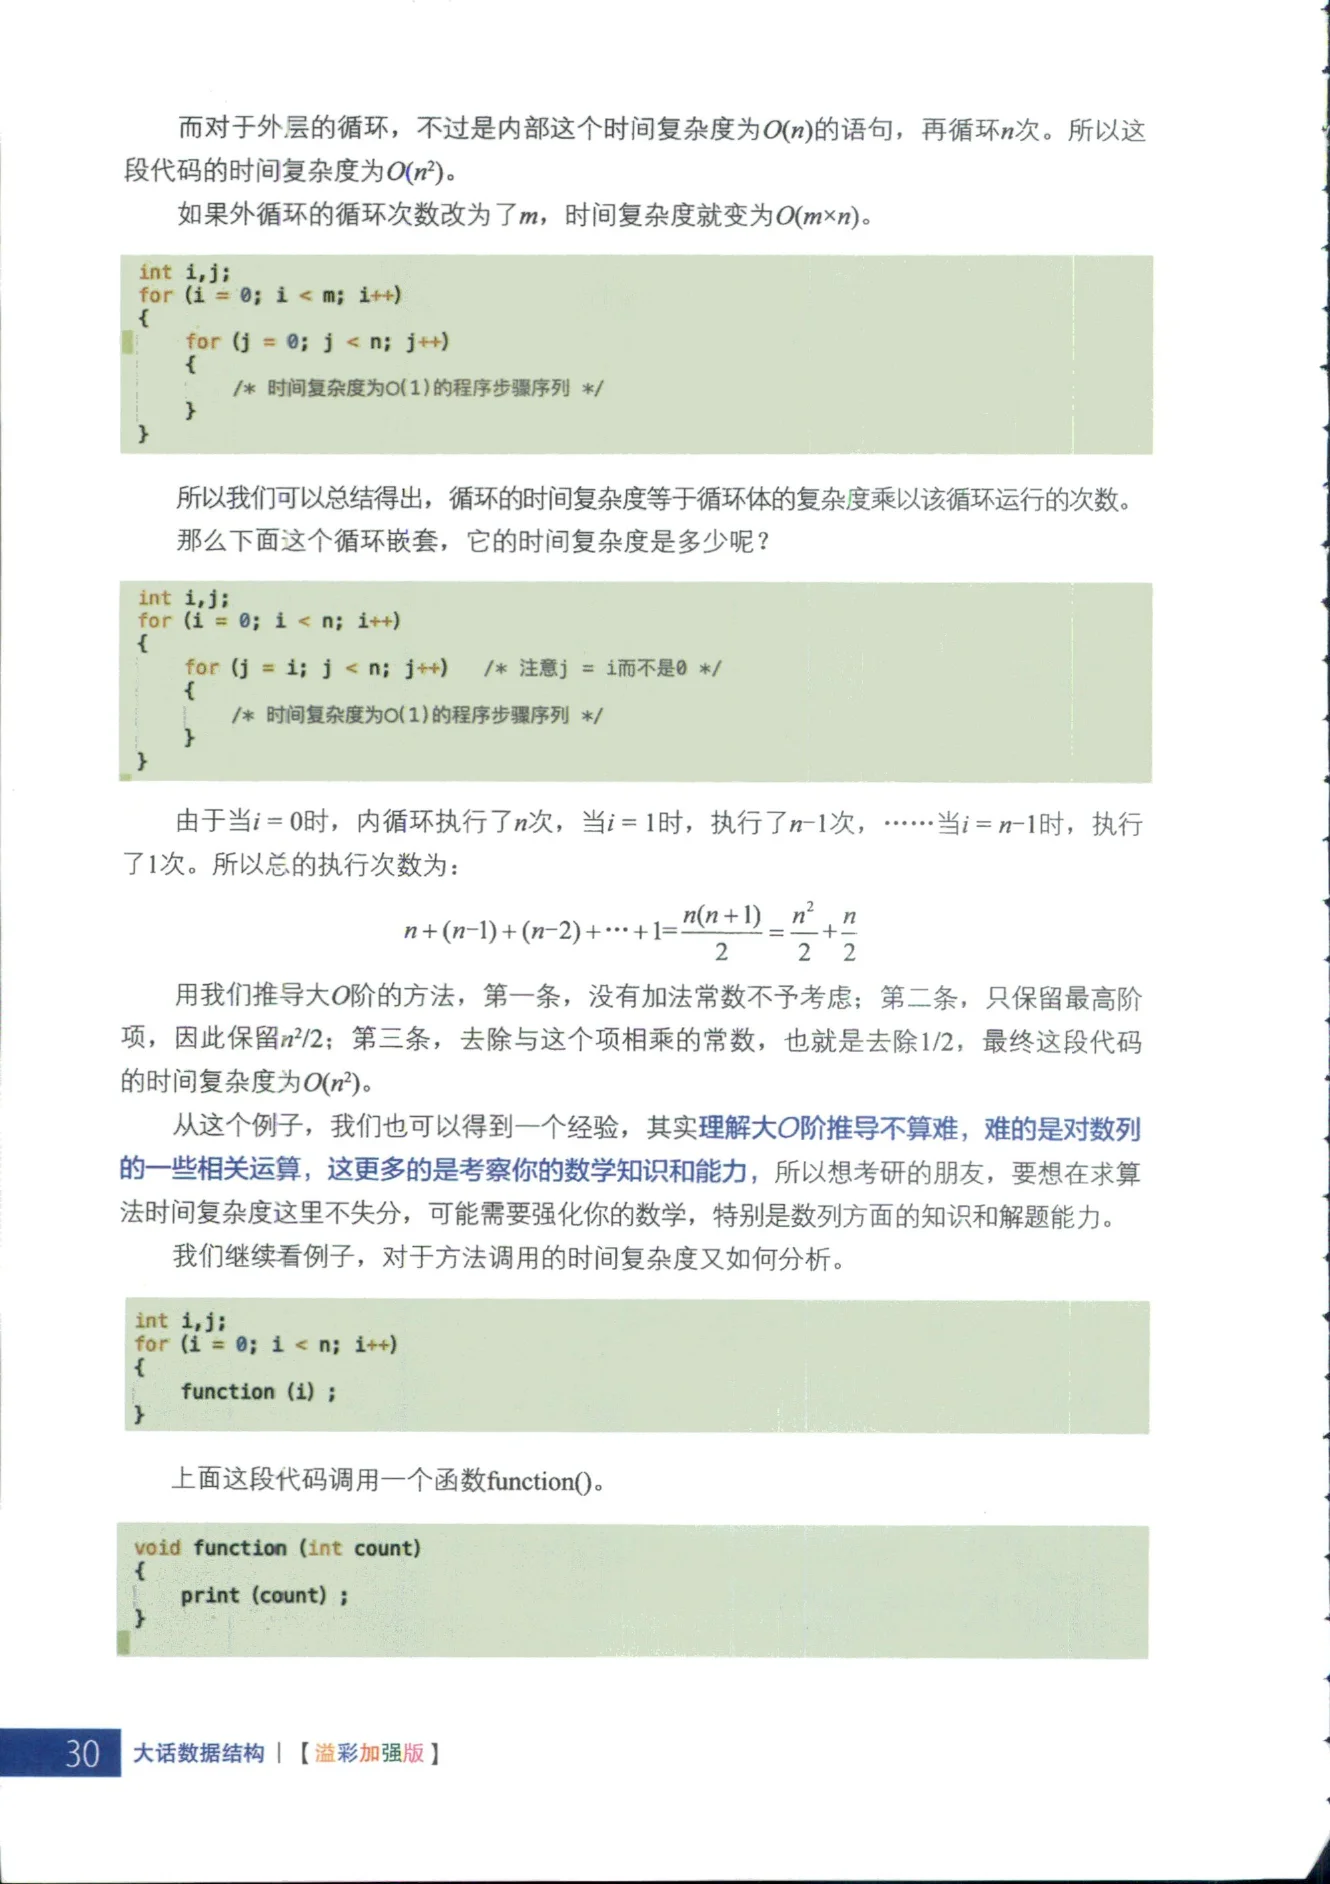 而对于外层的循环，不过是内部这个时间复杂度为O(n)的语句，再循环n次。所以这
段代码的时间复杂度为O(n²)。
如果外循环的循环次数改为了m，时间复杂度就变为O(m×n)。
int i,j;
for (i = 0; i < m; i++)
{
    for (j = 0; j < n; j++)
    {
        /* 时间复杂度为O(1)的程序步骤序列 */
    }
}
所以我们可以总结得出，循环的时间复杂度等于循环体的复杂度乘以该循环运行的次数。
那么下面这个循环嵌套，它的时间复杂度是多少呢？
int i,j;
for (i = 0; i < n; i++)
{
    for (j = i; j < n; j++)   /* 注意j = i而不是0 */
    {
        /* 时间复杂度为O(1)的程序步骤序列 */
    }
}
由于当i = 0时，内循环执行了n次，当i = 1时，执行了n-1次，……当i = n-1时，执行
了1次。所以总的执行次数为：
n + (n-1) + (n-2) + ··· + 1 = n(n+1)/2 = n²/2 + n/2
用我们推导大O阶的方法，第一条，没有加法常数不予考虑；第二条，只保留最高阶
项，因此保留n²/2；第三条，去除与这个项相乘的常数，也就是去除1/2，最终这段代码
的时间复杂度为O(n²)。
从这个例子，我们也可以得到一个经验，其实理解大O阶推导不算难，难的是对数列
的一些相关运算，这更多的是考察你的数学知识和能力，所以想考研的朋友，要想在求算
法时间复杂度这里不失分，可能需要强化你的数学，特别是数列方面的知识和解题能力。
我们继续看例子，对于方法调用的时间复杂度又如何分析。
int i,j;
for (i = 0; i < n; i++)
{
    function (i) ;
}
上面这段代码调用一个函数function()。
void function (int count)
{
    print (count) ;
}
30 大话数据结构 | 【溢彩加强版】